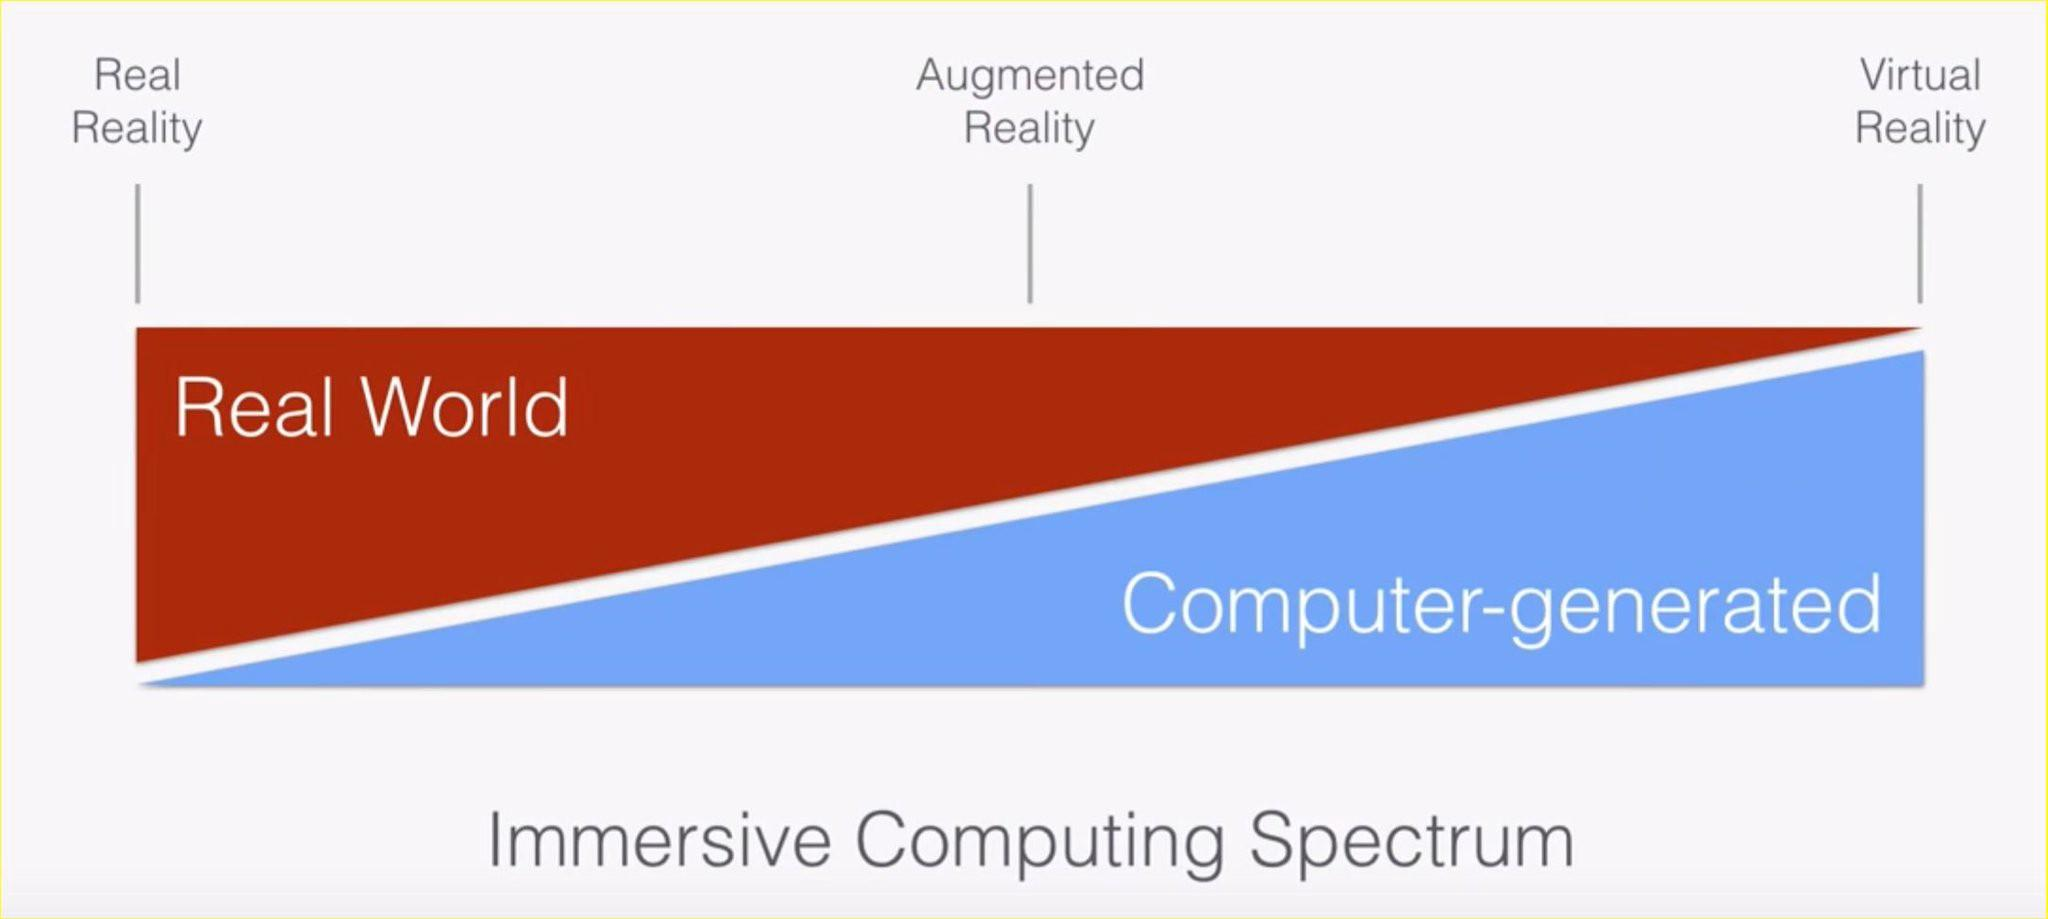 Real
Reality
Augmented
Reality
Virtual
Reality
Real World
Computer-generated
Immersive Computing Spectrum